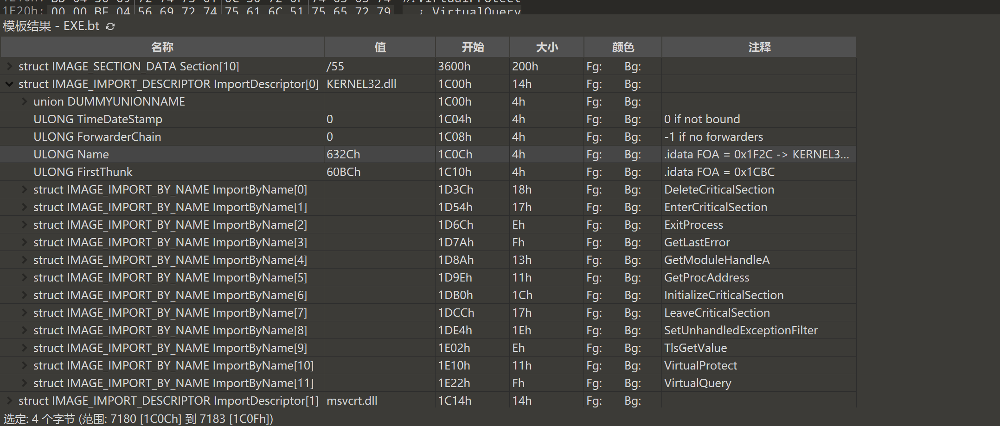 1E20h: 00 00 BE 04 56 69 72 74 75 61 6C 51 75 65 72 79 VirtualQuery
模板结果 - EXE.bt
名称 值 开始 大小 颜色 注释
struct IMAGE_SECTION_DATA Section[10] /55 3600h 200h Fg: Bg:
struct IMAGE_IMPORT_DESCRIPTOR ImportDescriptor[0] KERNEL32.dll 1C00h 14h Fg: Bg:
union DUMMYUNIONNAME 1C00h 4h Fg: Bg:
ULONG TimeDateStamp 0 1C04h 4h Fg: Bg: 0 if not bound
ULONG ForwarderChain 0 1C08h 4h Fg: Bg: -1 if no forwarders
ULONG Name 632Ch 1C0Ch 4h Fg: Bg: .idata FOA = 0x1F2C -> KERNEL3...
ULONG FirstThunk 60BCh 1C10h 4h Fg: Bg: .idata FOA = 0x1CBC
struct IMAGE_IMPORT_BY_NAME ImportByName[0] 1D3Ch 18h Fg: Bg: DeleteCriticalSection
struct IMAGE_IMPORT_BY_NAME ImportByName[1] 1D54h 17h Fg: Bg: EnterCriticalSection
struct IMAGE_IMPORT_BY_NAME ImportByName[2] 1D6Ch Eh Fg: Bg: ExitProcess
struct IMAGE_IMPORT_BY_NAME ImportByName[3] 1D7Ah Fh Fg: Bg: GetLastError
struct IMAGE_IMPORT_BY_NAME ImportByName[4] 1D8Ah 13h Fg: Bg: GetModuleHandleA
struct IMAGE_IMPORT_BY_NAME ImportByName[5] 1D9Eh 11h Fg: Bg: GetProcAddress
struct IMAGE_IMPORT_BY_NAME ImportByName[6] 1DB0h 1Ch Fg: Bg: InitializeCriticalSection
struct IMAGE_IMPORT_BY_NAME ImportByName[7] 1DCCh 17h Fg: Bg: LeaveCriticalSection
struct IMAGE_IMPORT_BY_NAME ImportByName[8] 1DE4h 1Eh Fg: Bg: SetUnhandledExceptionFilter
struct IMAGE_IMPORT_BY_NAME ImportByName[9] 1E02h Eh Fg: Bg: TlsGetValue
struct IMAGE_IMPORT_BY_NAME ImportByName[10] 1E10h 11h Fg: Bg: VirtualProtect
struct IMAGE_IMPORT_BY_NAME ImportByName[11] 1E22h Fh Fg: Bg: VirtualQuery
struct IMAGE_IMPORT_DESCRIPTOR ImportDescriptor[1] msvcrt.dll 1C14h 14h Fg: Bg:
选定: 4 个字节 (范围: 7180 [1C0Ch] 到 7183 [1C0Fh])